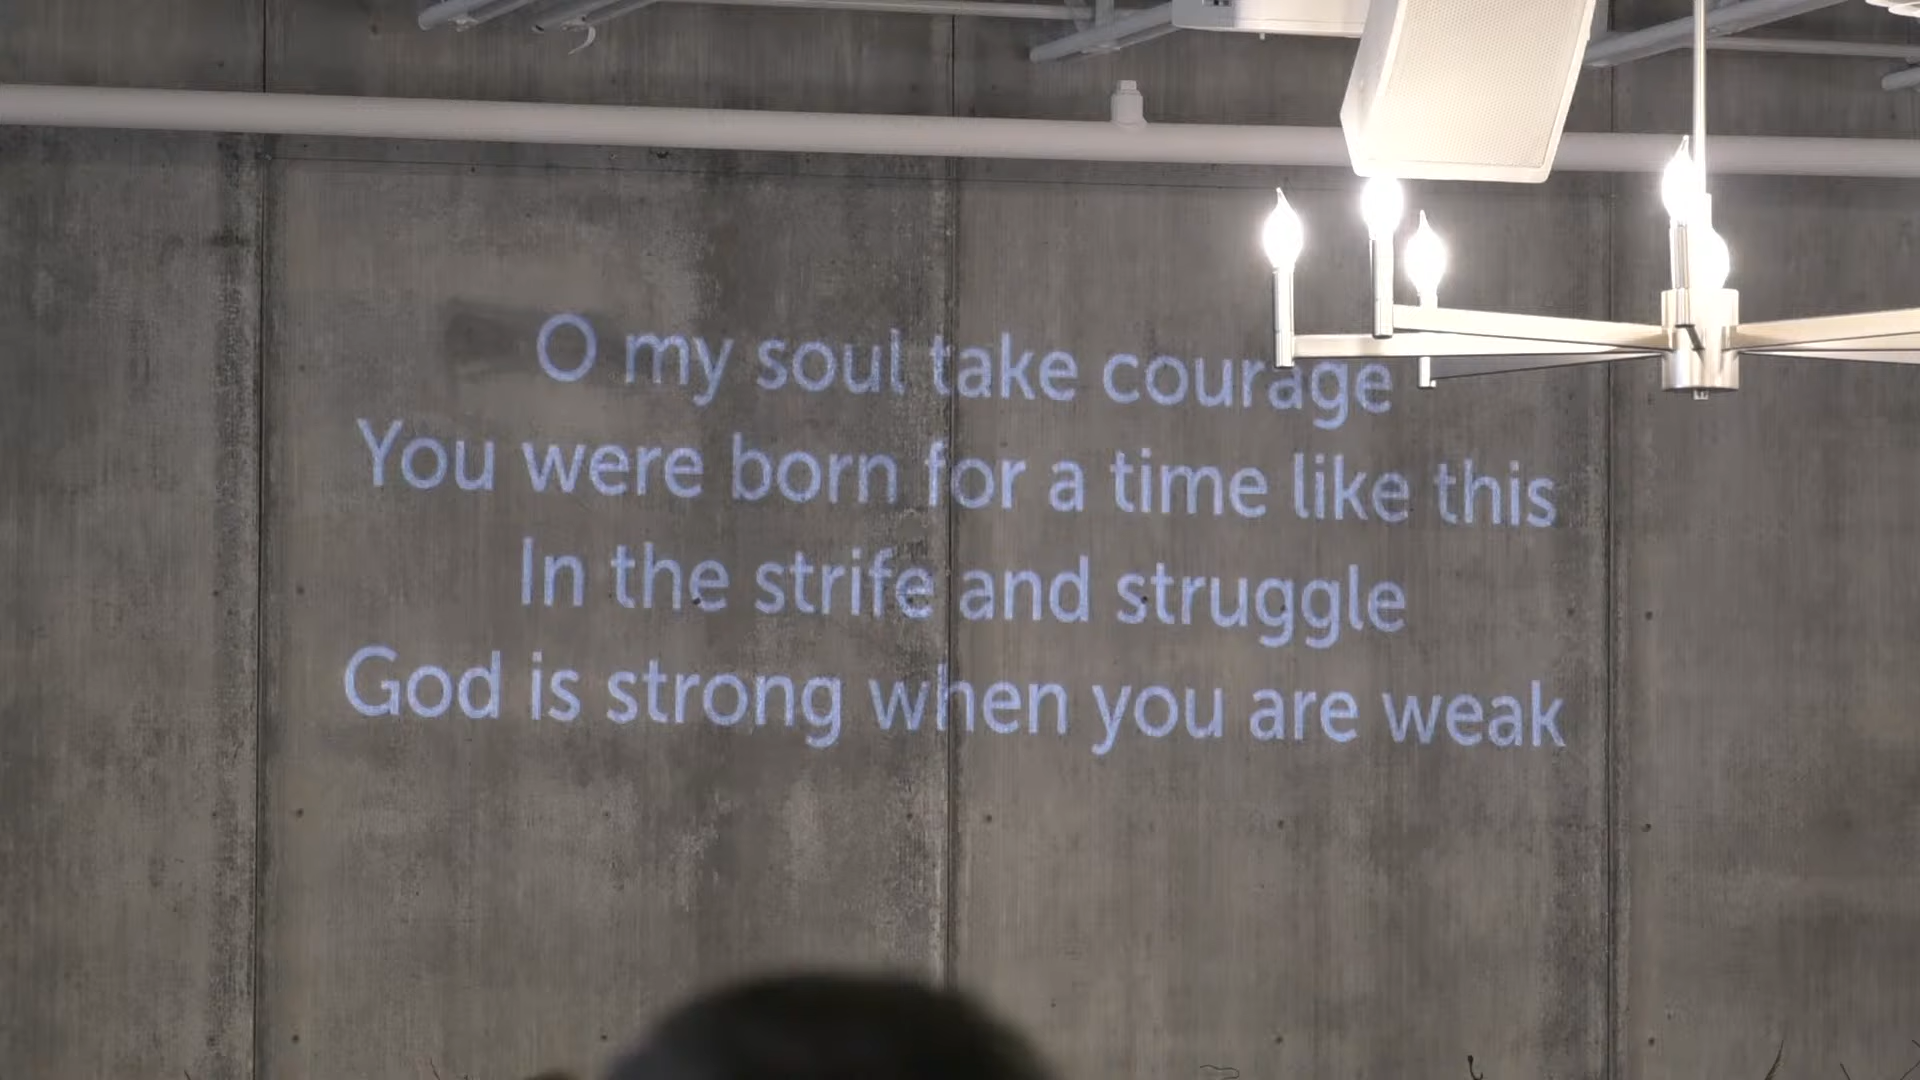 O my soul take courage
You were born for a time like this
In the strife and struggle
God is strong when you are weak